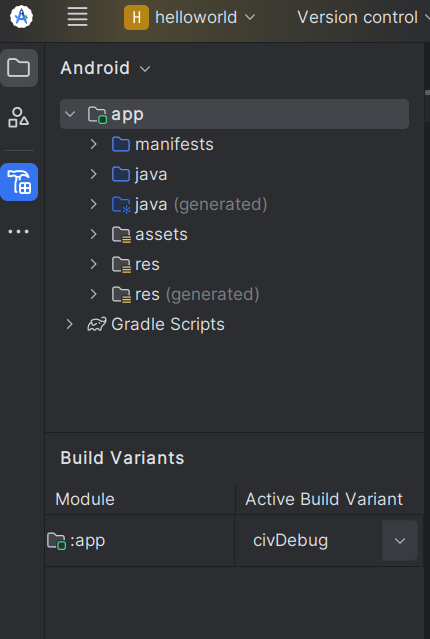 H helloworld Version control
Android
app
manifests
java
java (generated)
assets
res
res (generated)
Gradle Scripts
Build Variants
Module Active Build Variant
:app civDebug